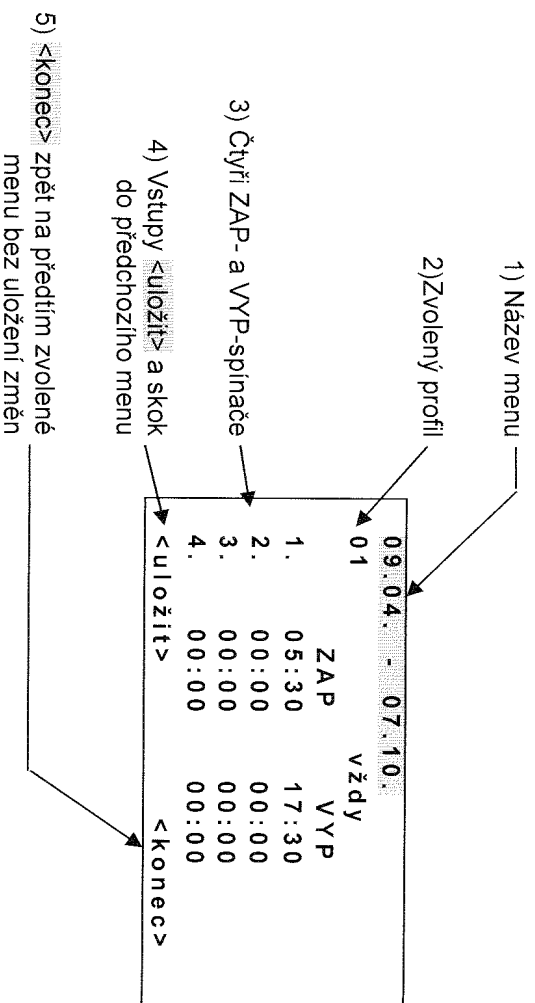 1) Název menu
2)Zvolený profil
3) Čtyři ZAP- a VYP-spínače
4) Vstupy <uložit> a skok
do předchozího menu
5) <konec> zpět na předtím zvolené
menu bez uložení změn
09.04. - 07.10.
01 vždy
ZAP VYP
1. 05:30 17:30
2. 00:00 00:00
3. 00:00 00:00
4. 00:00 00:00
<uložit> <konec>